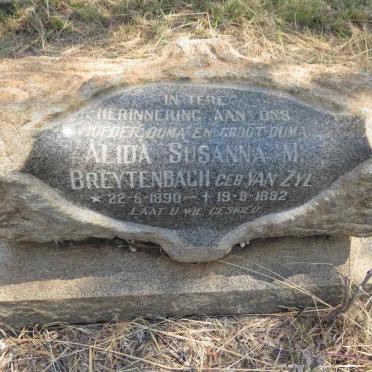 IN TERE
HERINNERING AAN ONS
MOEDER, OUMA EN GROOT-OUMA
ALIDA SUSANNA M.
BREYTENBACH GEB VAN ZYL
* 22-5-1890 - † 19-8-1982
LAAT U WIL GESKIED